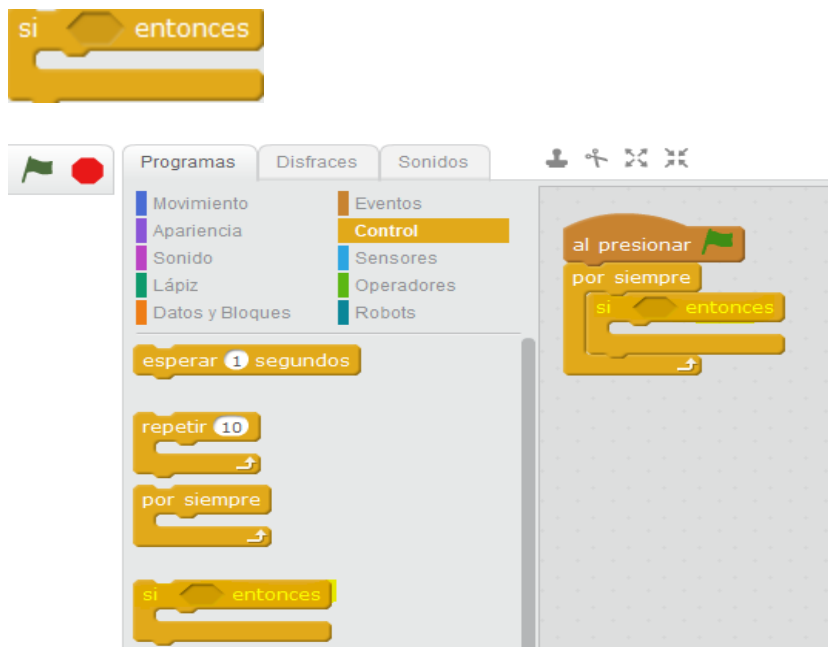 si entonces
Programas Disfraces Sonidos
Movimiento Eventos
Apariencia Control
Sonido Sensores
Lápiz Operadores
Datos y Bloques Robots
esperar 1 segundos
repetir 10
por siempre
si entonces
al presionar
por siempre
si entonces